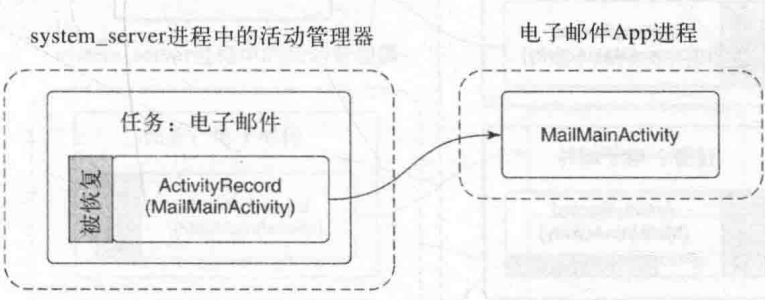 system_server进程中的活动管理器
电子邮件App进程
任务：电子邮件
被恢复
ActivityRecord
(MailMainActivity)
MailMainActivity